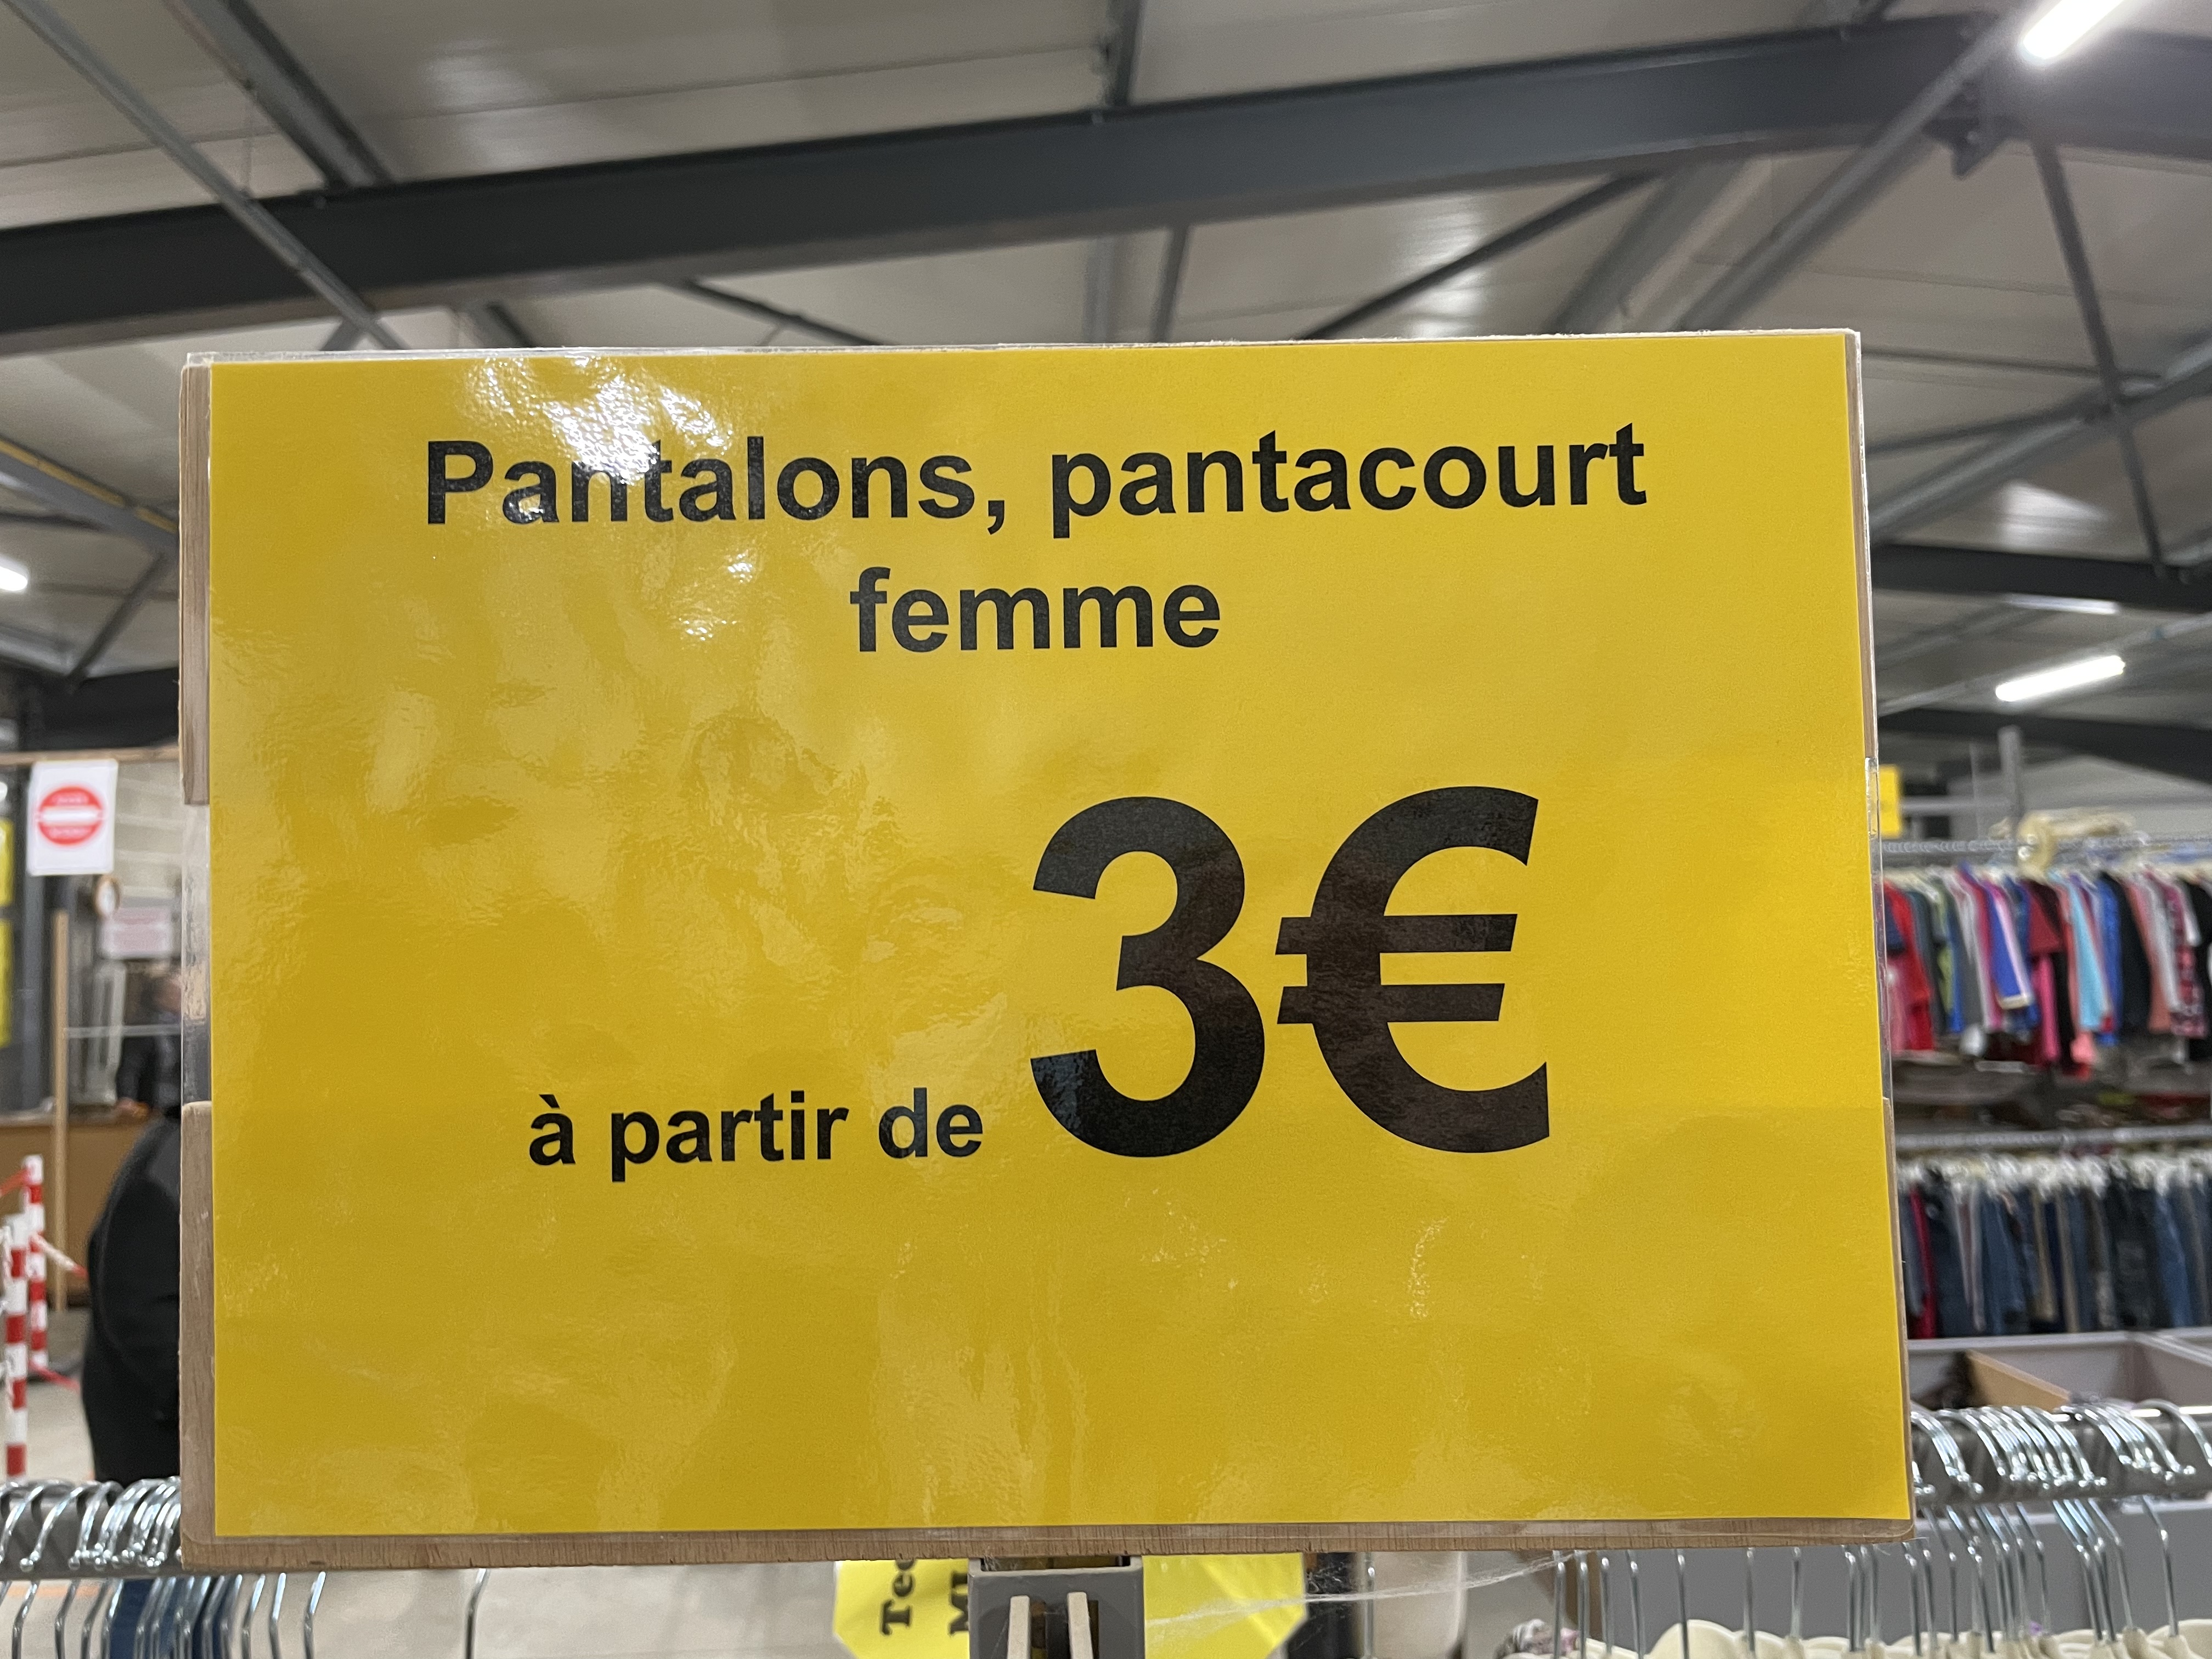 Pantalons, pantacourt
femme
à partir de 3€